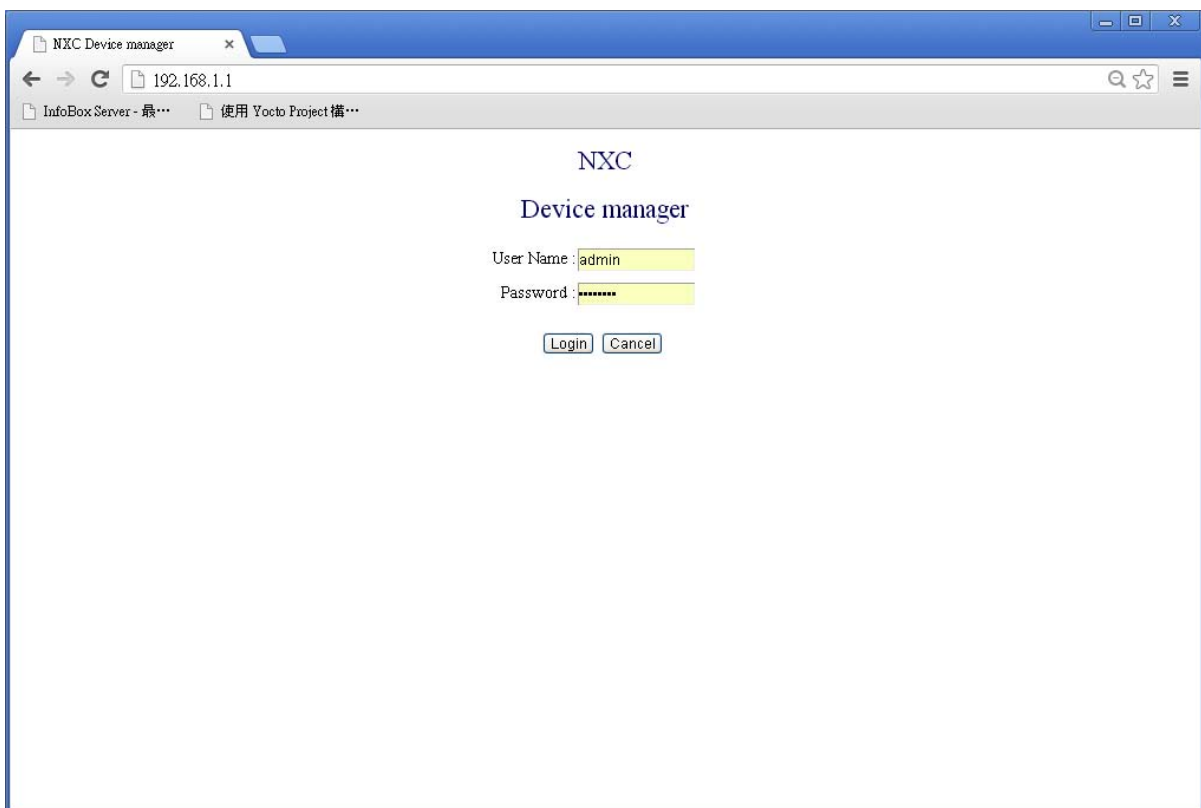 NXC Device manager
192.168.1.1
InfoBox Server - 最… 使用 Yocto Project 構…
NXC
Device manager
User Name : admin
Password : ••••••••
Login Cancel